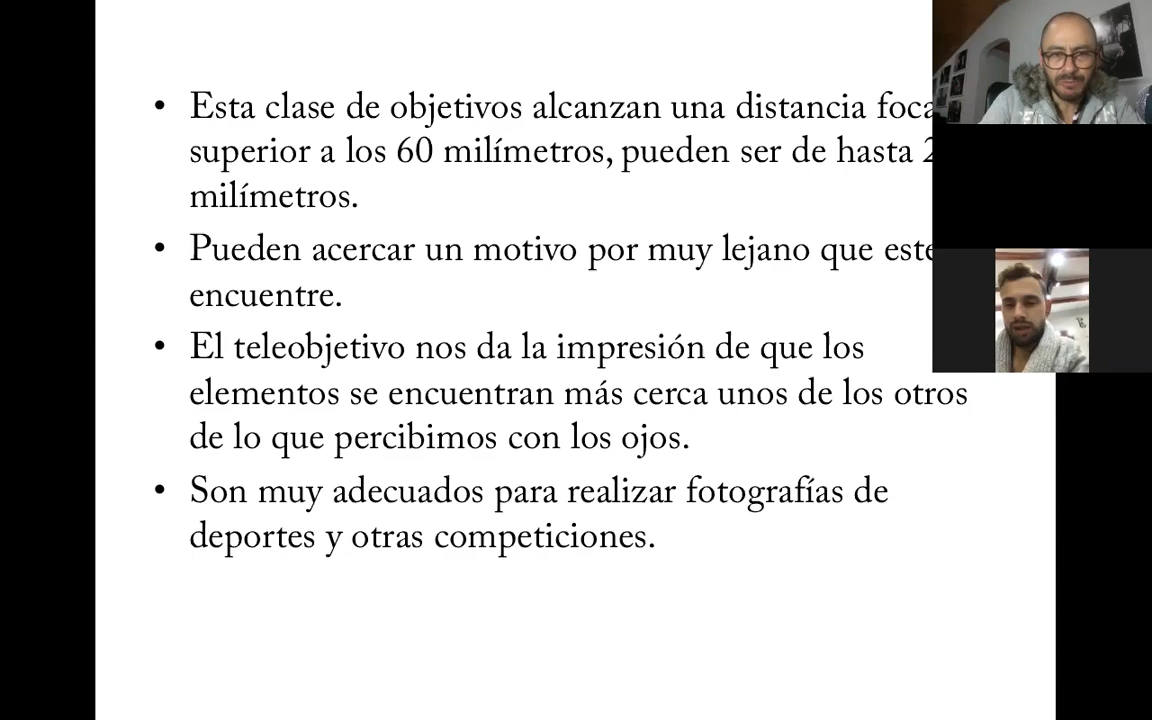 • Esta clase de objetivos alcanzan una distancia foca
superior a los 60 milímetros, pueden ser de hasta 2
milímetros.
• Pueden acercar un motivo por muy lejano que este
encuentre.
• El teleobjetivo nos da la impresión de que los
elementos se encuentran más cerca unos de los otros
de lo que percibimos con los ojos.
• Son muy adecuados para realizar fotografías de
deportes y otras competiciones.